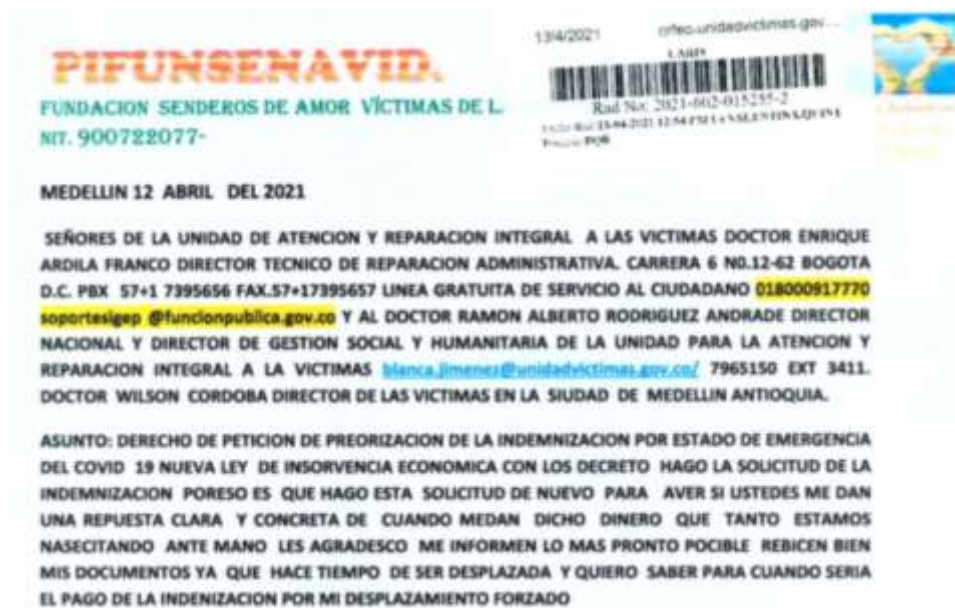 13/4/2021 orfeo.unidadvictimas.gov...
PIFUNSENAVID.
FUNDACION SENDEROS DE AMOR VÍCTIMAS DE L.
NIT. 900722077-
Rad No: 2021-602-015255-2
MEDELLIN 12 ABRIL DEL 2021
SEÑORES DE LA UNIDAD DE ATENCION Y REPARACION INTEGRAL A LAS VICTIMAS DOCTOR ENRIQUE
ARDILA FRANCO DIRECTOR TECNICO DE REPARACION ADMINISTRATIVA. CARRERA 6 N0.12-62 BOGOTA
D.C. PBX 57+1 7395656 FAX.57+17395657 LINEA GRATUITA DE SERVICIO AL CIUDADANO 018000917770
soportesigep @funcionpublica.gov.co Y AL DOCTOR RAMON ALBERTO RODRIGUEZ ANDRADE DIRECTOR
NACIONAL Y DIRECTOR DE GESTION SOCIAL Y HUMANITARIA DE LA UNIDAD PARA LA ATENCION Y
REPARACION INTEGRAL A LA VICTIMAS blanca.jimenez@unidadvictimas.gov.co/ 7965150 EXT 3411.
DOCTOR WILSON CORDOBA DIRECTOR DE LAS VICTIMAS EN LA SIUDAD DE MEDELLIN ANTIOQUIA.
ASUNTO: DERECHO DE PETICION DE PREORIZACION DE LA INDEMNIZACION POR ESTADO DE EMERGENCIA
DEL COVID 19 NUEVA LEY DE INSORVENCIA ECONOMICA CON LOS DECRETO HAGO LA SOLICITUD DE LA
INDEMNIZACION PORESO ES QUE HAGO ESTA SOLICITUD DE NUEVO PARA AVER SI USTEDES ME DAN
UNA REPUESTA CLARA Y CONCRETA DE CUANDO MEDAN DICHO DINERO QUE TANTO ESTAMOS
NASECITANDO ANTE MANO LES AGRADESCO ME INFORMEN LO MAS PRONTO POCIBLE REBICEN BIEN
MIS DOCUMENTOS YA QUE HACE TIEMPO DE SER DESPLAZADA Y QUIERO SABER PARA CUANDO SERIA
EL PAGO DE LA INDENIZACION POR MI DESPLAZAMIENTO FORZADO